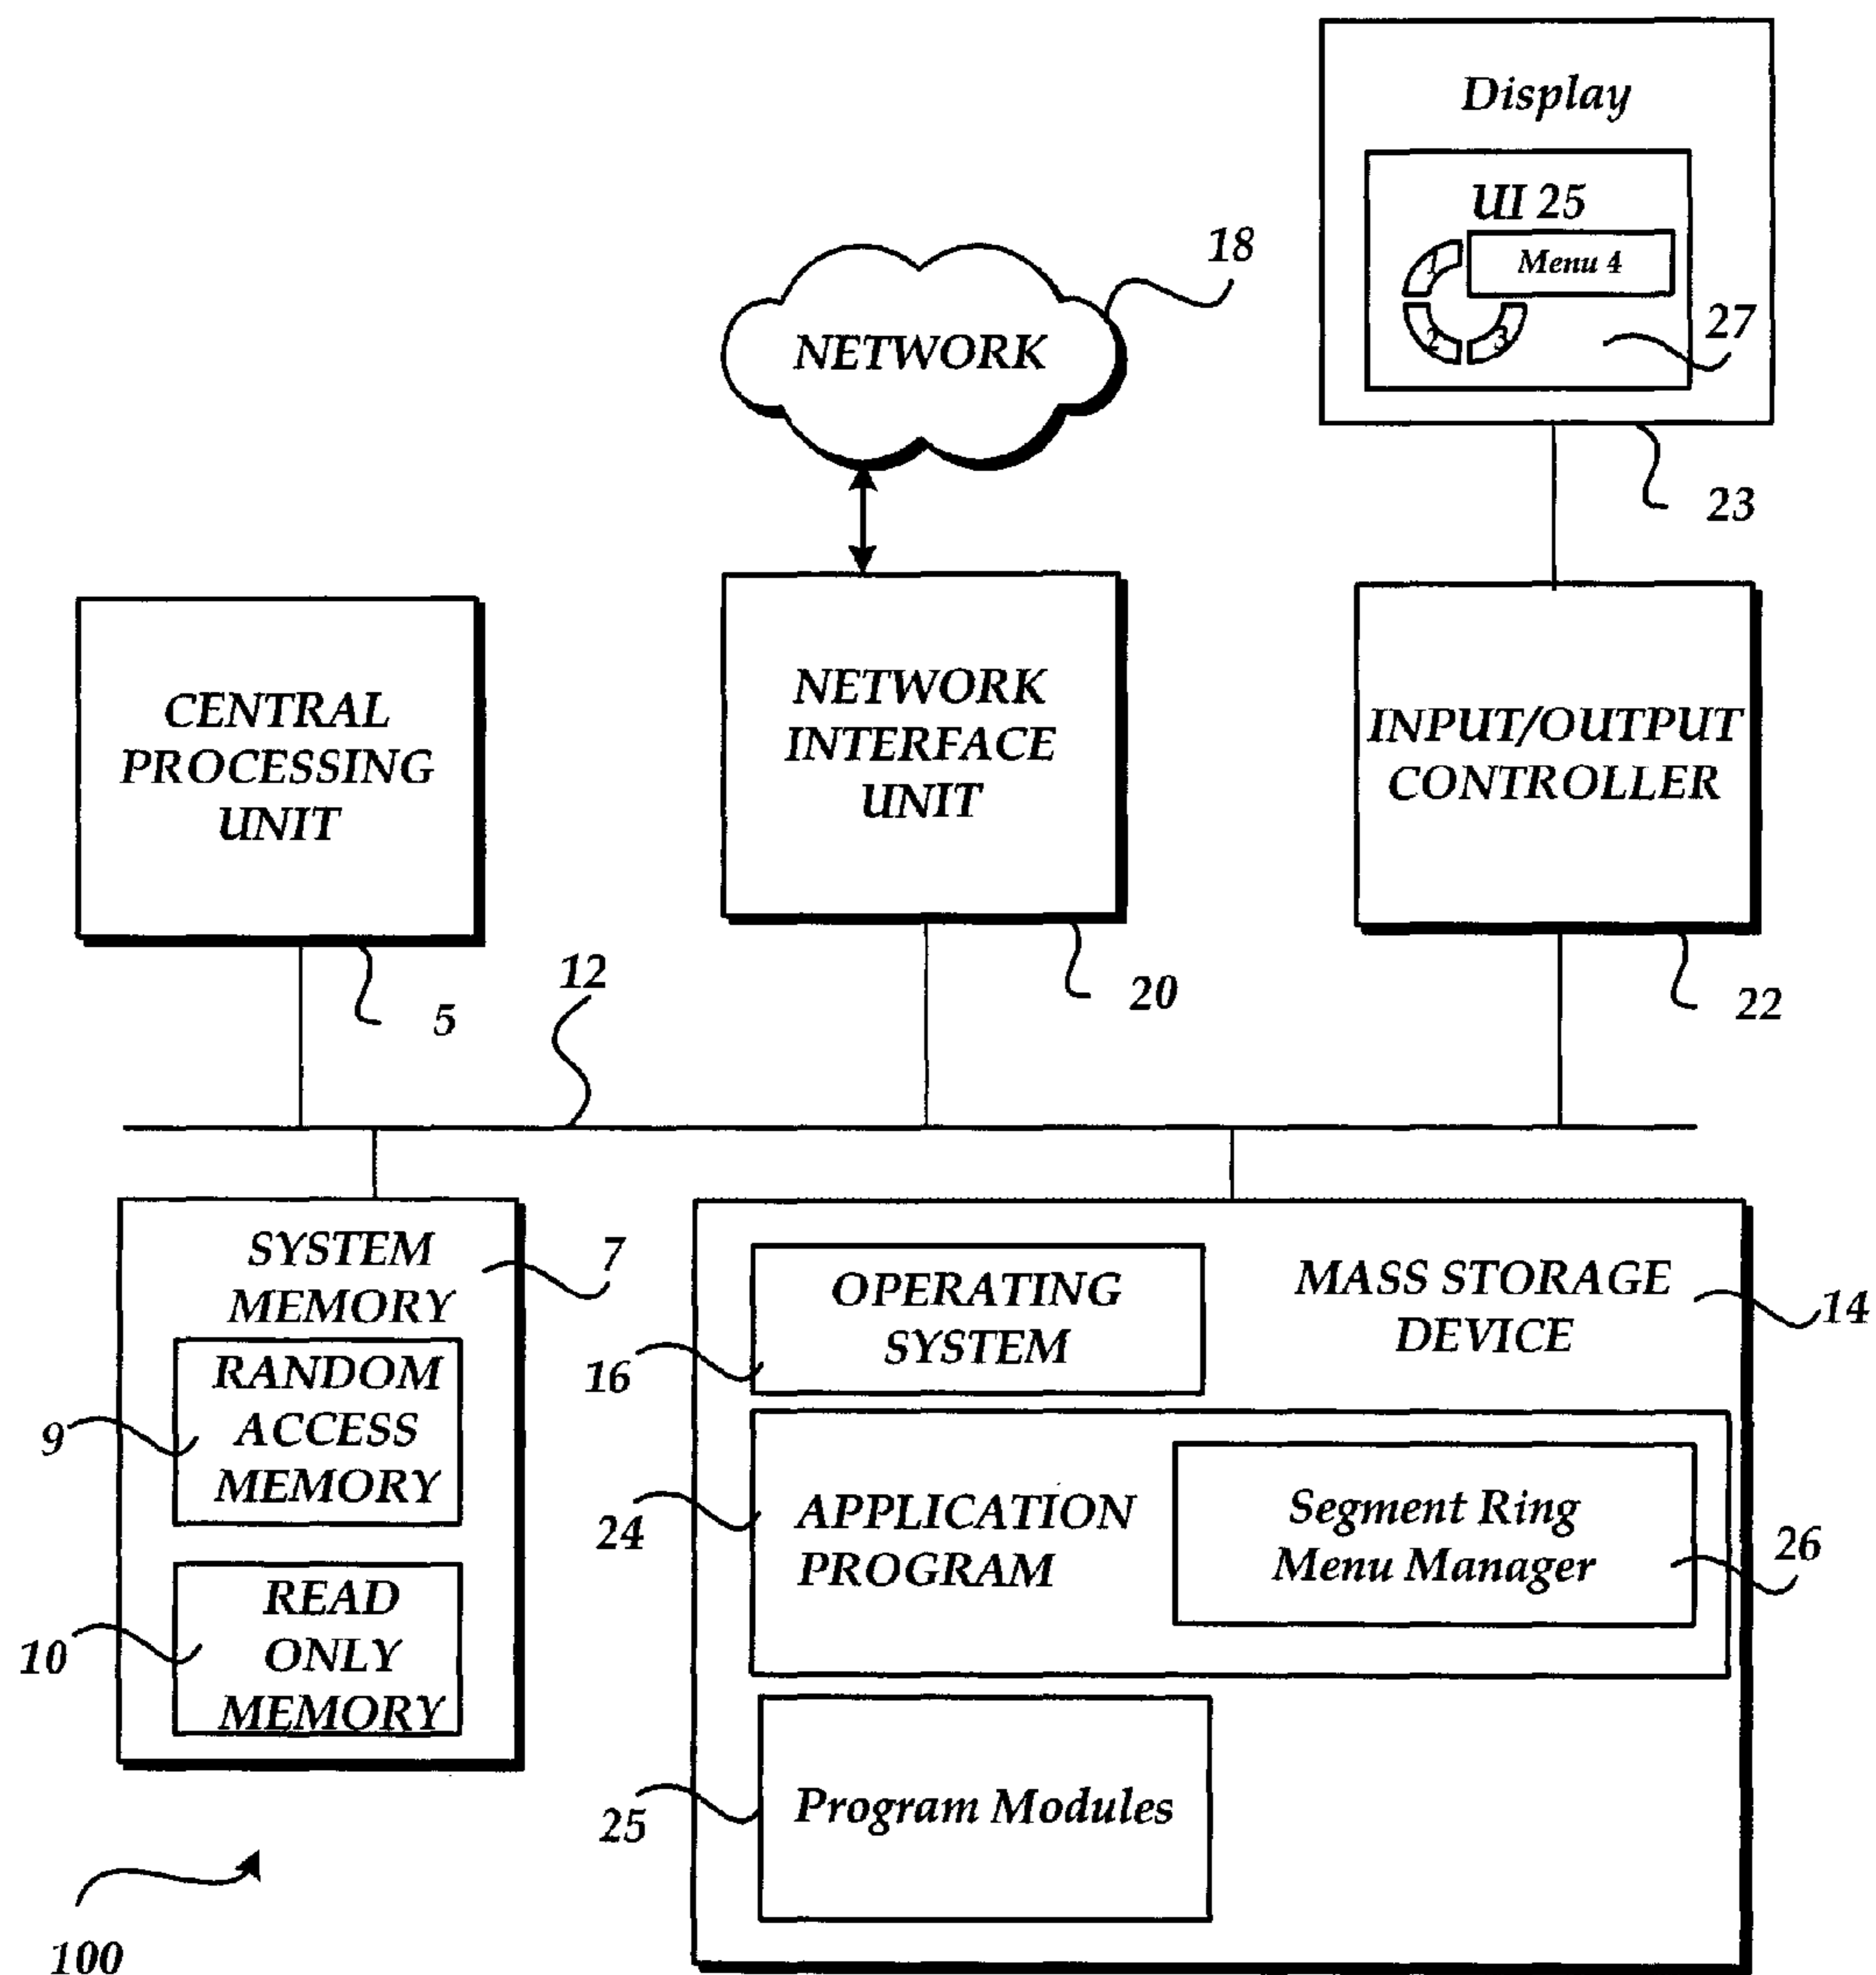 Display
UI 25
1
Menu 4
2
3
27
18
NETWORK
23
CENTRAL
PROCESSING
UNIT
5
NETWORK
INTERFACE
UNIT
20
INPUT/OUTPUT
CONTROLLER
22
12
SYSTEM
MEMORY
7
RANDOM
ACCESS
MEMORY
9
READ
ONLY
MEMORY
10
MASS STORAGE
DEVICE
14
OPERATING
SYSTEM
16
APPLICATION
PROGRAM
24
Segment Ring
Menu Manager
26
Program Modules
25
100